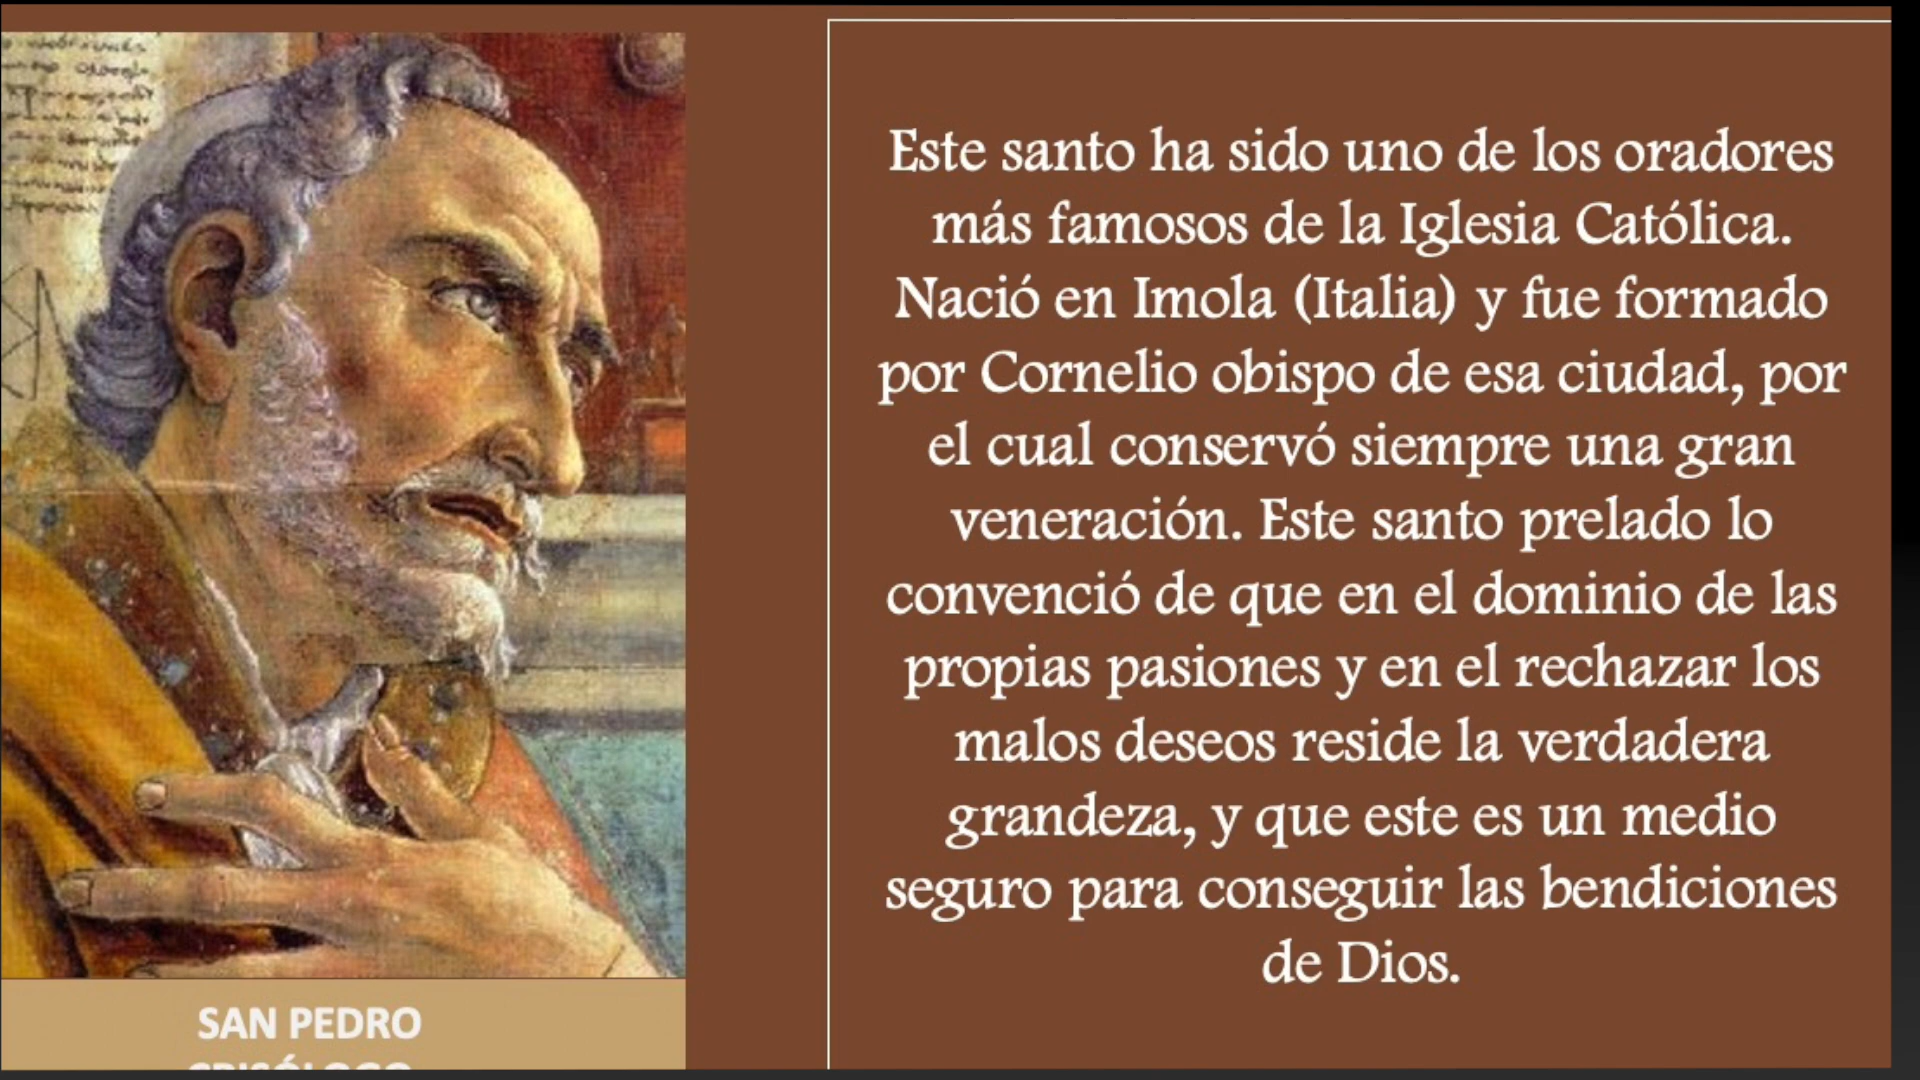 Este santo ha sido uno de los oradores
más famosos de la Iglesia Católica.
Nació en Imola (Italia) y fue formado
por Cornelio obispo de esa ciudad, por
el cual conservó siempre una gran
veneración. Este santo prelado lo
convenció de que en el dominio de las
propias pasiones y en el rechazar los
malos deseos reside la verdadera
grandeza, y que este es un medio
seguro para conseguir las bendiciones
de Dios.
SAN PEDRO
CRISÓLOGO